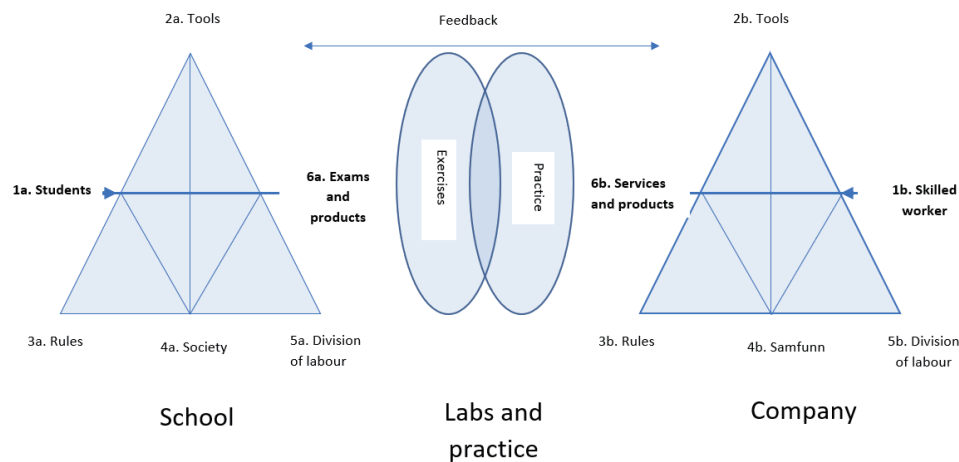 2a. Tools
Feedback
2b. Tools
1a. Students
6a. Exams
and
products
Exercises
Practice
6b. Services
and products
1b. Skilled
worker
3a. Rules
4a. Society
5a. Division
of labour
3b. Rules
4b. Samfunn
5b. Division
of labour
School
Labs and
practice
Company